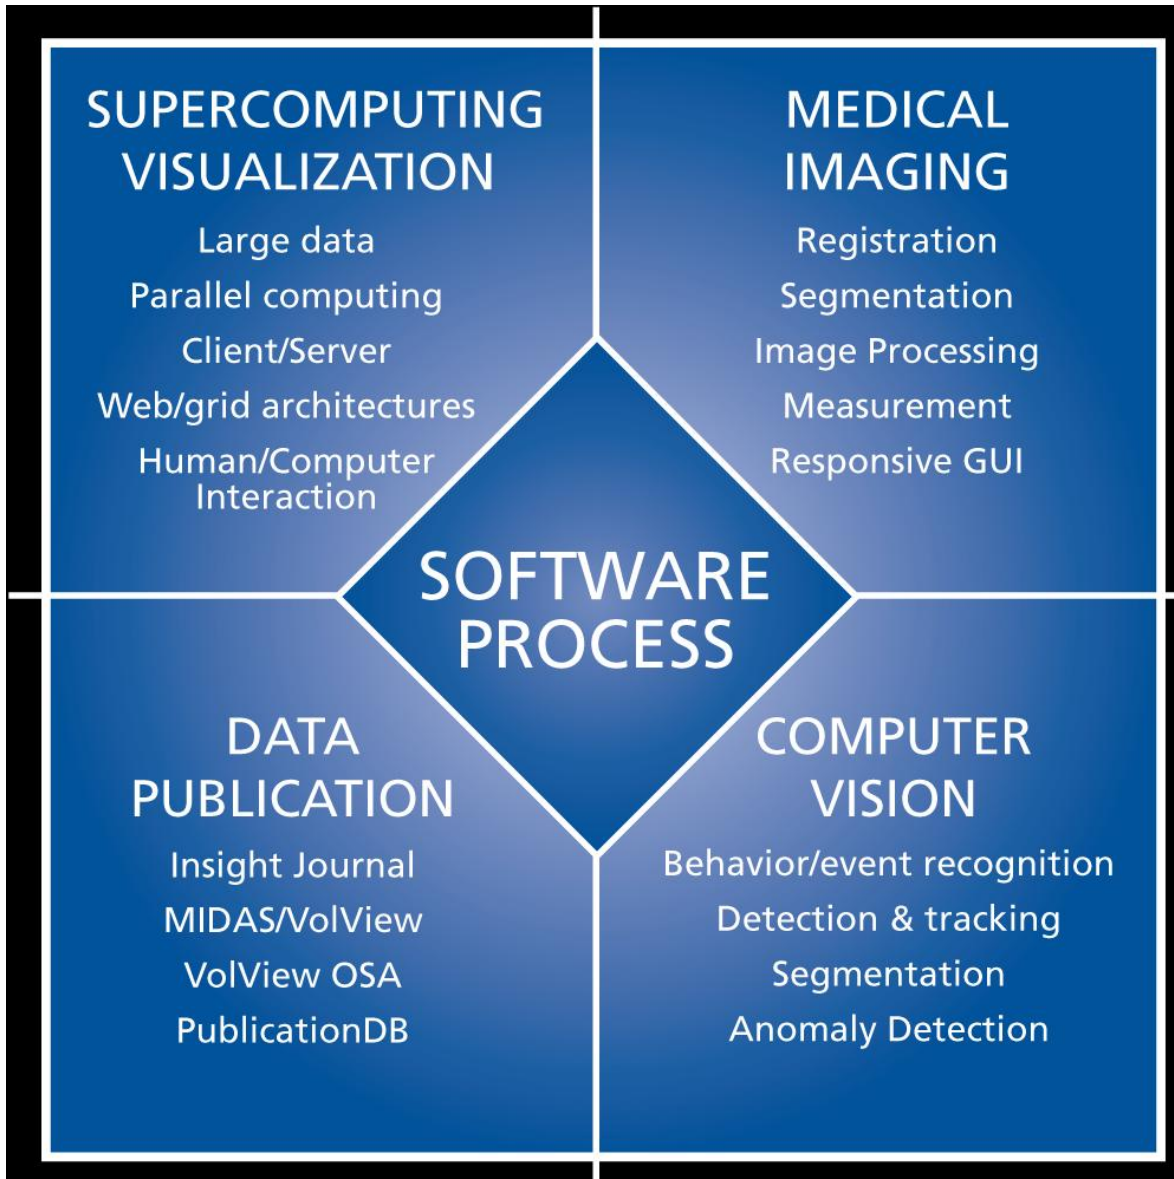 SUPERCOMPUTING
VISUALIZATION
Large data
Parallel computing
Client/Server
Web/grid architectures
Human/Computer
Interaction
MEDICAL
IMAGING
Registration
Segmentation
Image Processing
Measurement
Responsive GUI
SOFTWARE
PROCESS
DATA
PUBLICATION
Insight Journal
MIDAS/VolView
VolView OSA
PublicationDB
COMPUTER
VISION
Behavior/event recognition
Detection & tracking
Segmentation
Anomaly Detection